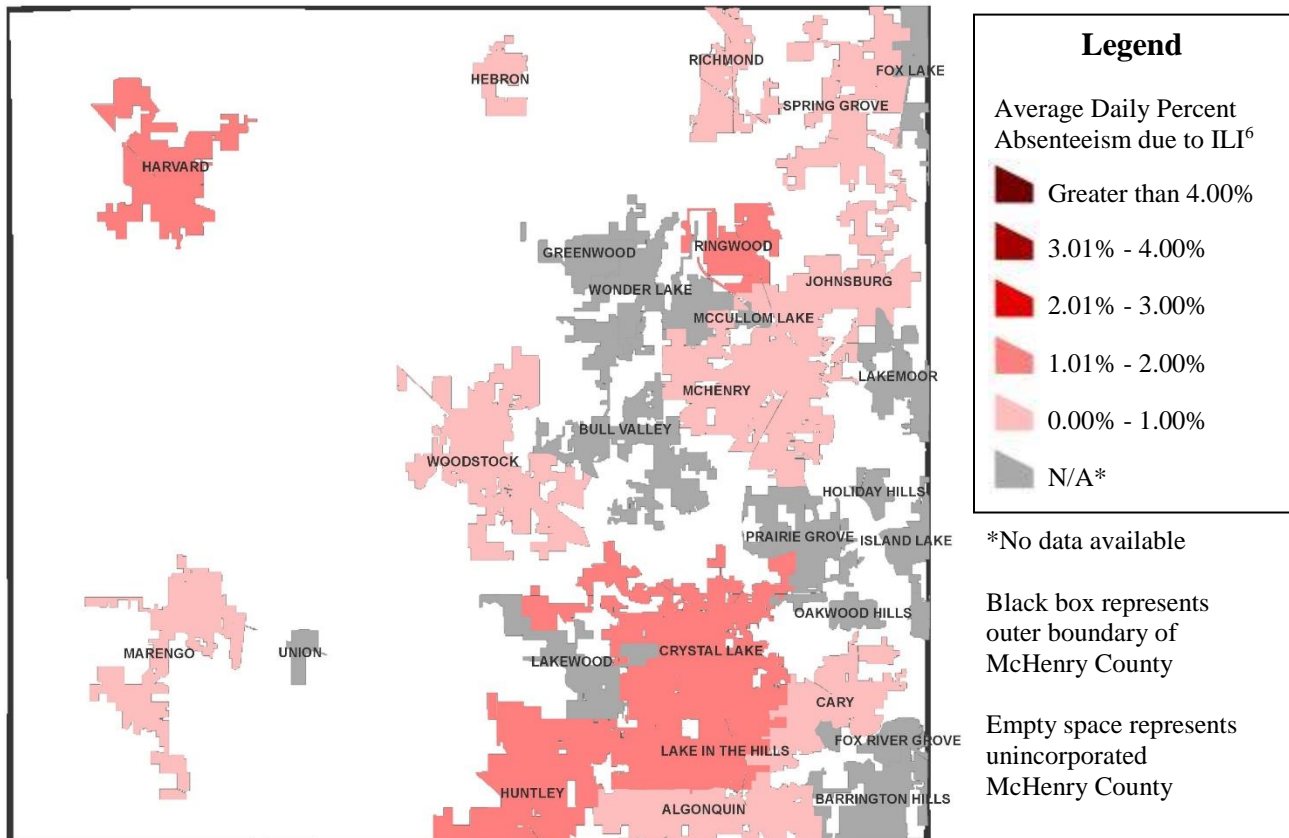 RICHMOND
HEBRON
FOX LAKE
SPRING GROVE
HARVARD
GREENWOOD
RINGWOOD
WONDER LAKE
JOHNSBURG
MCCULLOM LAKE
LAKEMOOR
MCHENRY
BULL VALLEY
WOODSTOCK
HOLIDAY HILLS
PRAIRIE GROVE
ISLAND LAKE
OAKWOOD HILLS
MARENGO
UNION
LAKEWOOD
CRYSTAL LAKE
CARY
FOX RIVER GROVE
LAKE IN THE HILLS
HUNTLEY
ALGONQUIN
BARRINGTON HILLS
Legend
Average Daily Percent
Absenteeism due to ILI⁶
Greater than 4.00%
3.01% - 4.00%
2.01% - 3.00%
1.01% - 2.00%
0.00% - 1.00%
N/A*
*No data available
Black box represents
outer boundary of
McHenry County
Empty space represents
unincorporated
McHenry County